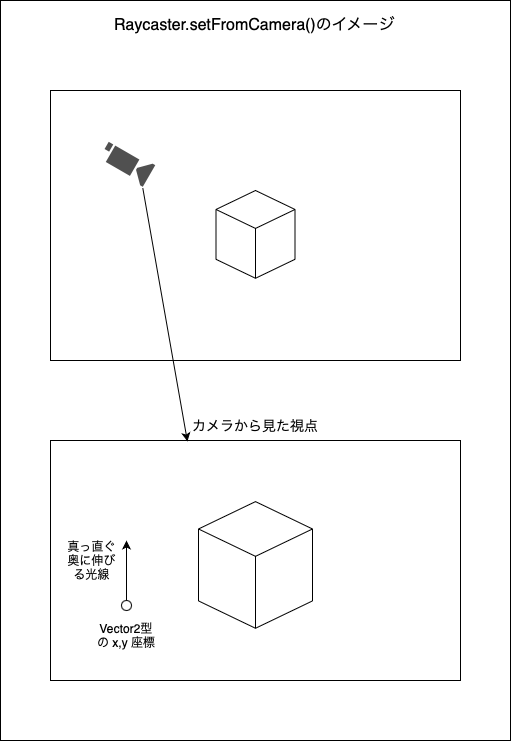 Raycaster.setFromCamera()のイメージ
カメラから見た視点
真っ直ぐ
奥に伸び
る光線
Vector2型
の x,y 座標